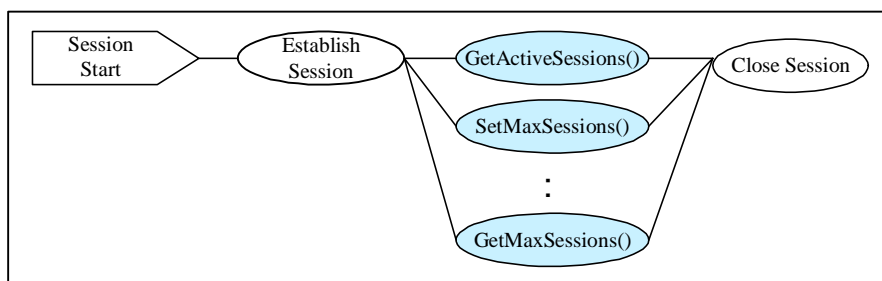 Session
Start
Establish
Session
GetActiveSessions()
SetMaxSessions()
:
GetMaxSessions()
Close Session